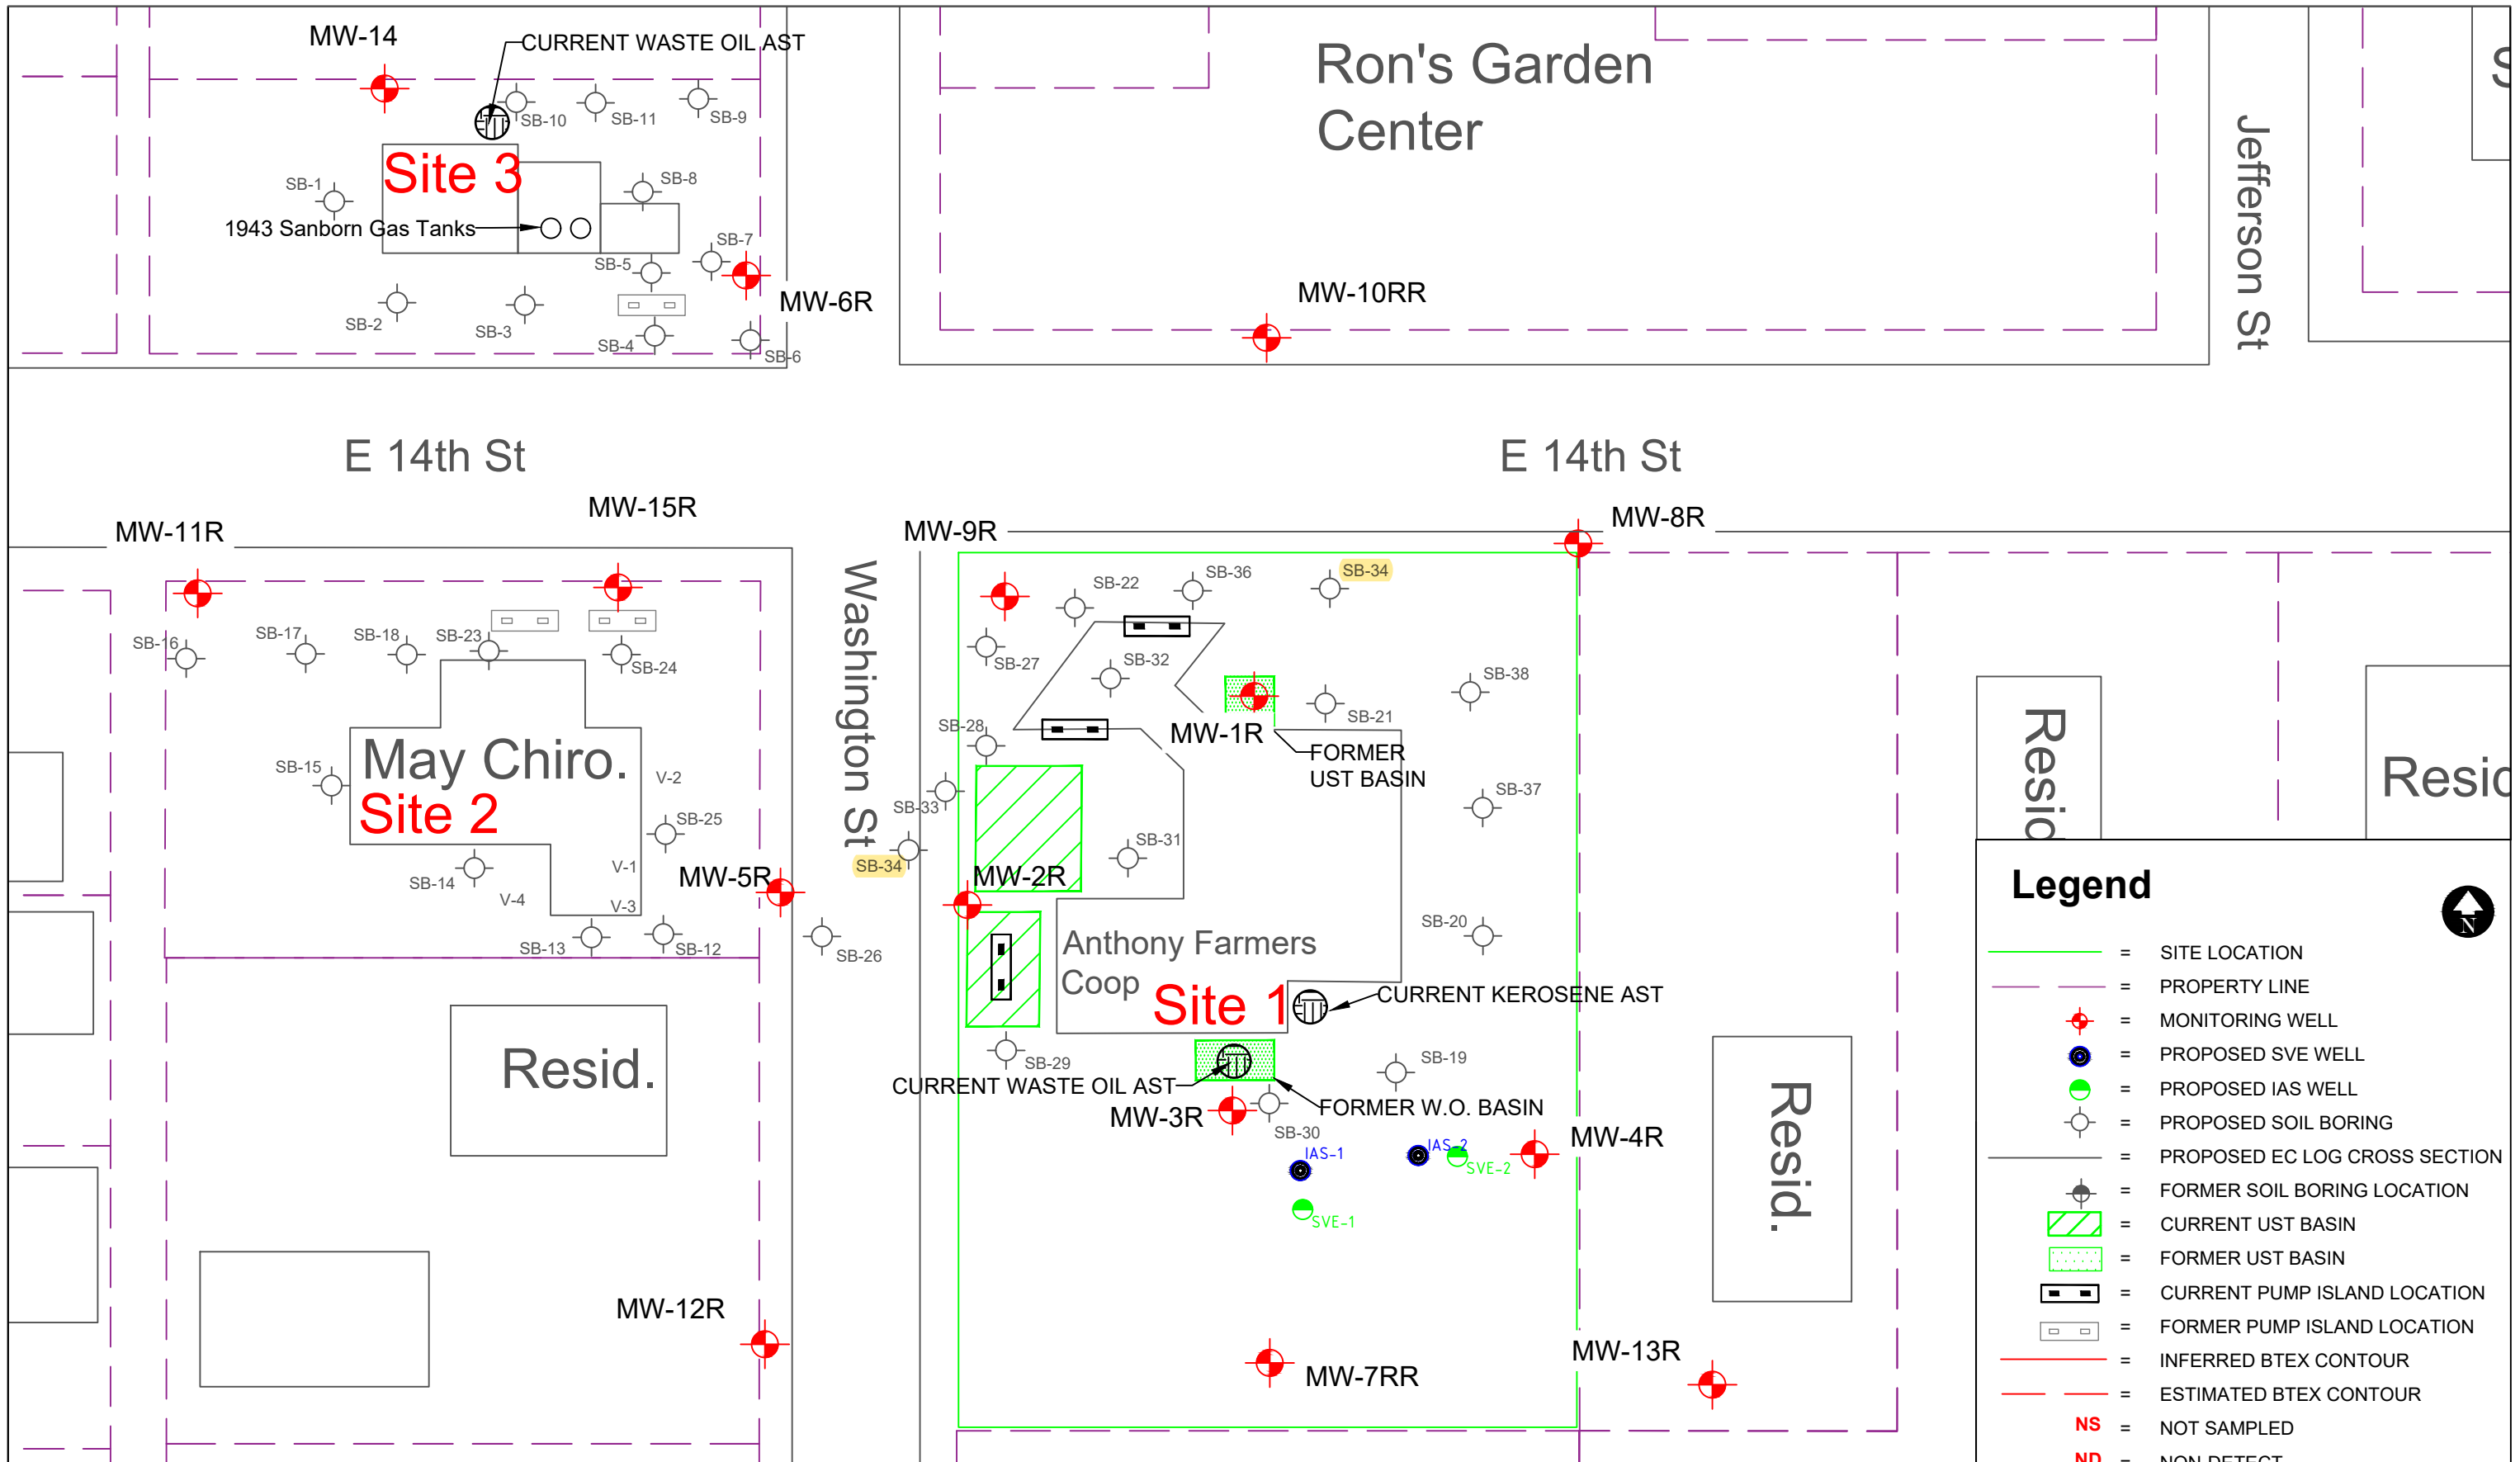 MW-14
CURRENT WASTE OIL AST
SB-10
SB-11
SB-9
Site 3
SB-1
SB-8
1943 Sanborn Gas Tanks
SB-7
SB-5
MW-6R
SB-2
SB-3
SB-4
SB-6
Ron's Garden
Center
MW-10RR
Jefferson St
E 14th St
E 14th St
MW-11R
MW-15R
MW-9R
MW-8R
SB-16
SB-17
SB-18
SB-23
SB-24
May Chiro.
Site 2
SB-15
V-2
SB-25
V-1
SB-14
V-4
V-3
MW-5R
SB-13
SB-12
SB-26
Washington St
SB-22
SB-36
SB-34
SB-27
SB-32
SB-38
SB-28
MW-1R
SB-21
FORMER
UST BASIN
SB-33
SB-37
SB-34
SB-31
MW-2R
SB-20
Anthony Farmers
Coop
Site 1
CURRENT KEROSENE AST
SB-29
SB-19
CURRENT WASTE OIL AST
MW-3R
FORMER W.O. BASIN
SB-30
IAS-1
IAS-2
SVE-2
SVE-1
MW-4R
Resid.
MW-12R
MW-7RR
MW-13R
Resid.
Resid
Resid
Legend
N
= SITE LOCATION
= PROPERTY LINE
= MONITORING WELL
= PROPOSED SVE WELL
= PROPOSED IAS WELL
= PROPOSED SOIL BORING
= PROPOSED EC LOG CROSS SECTION
= FORMER SOIL BORING LOCATION
= CURRENT UST BASIN
= FORMER UST BASIN
= CURRENT PUMP ISLAND LOCATION
= FORMER PUMP ISLAND LOCATION
= INFERRED BTEX CONTOUR
= ESTIMATED BTEX CONTOUR
NS = NOT SAMPLED
ND = NON-DETECT